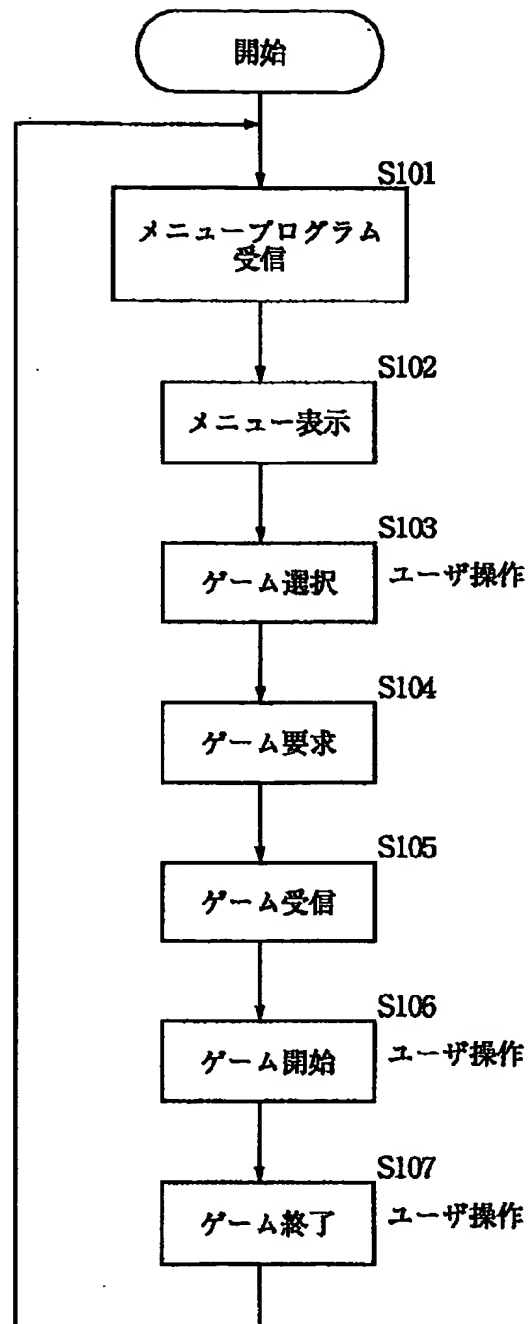 開始
S101
メニュープログラム
受信
S102
メニュー表示
S103
ゲーム選択
ユーザ操作
S104
ゲーム要求
S105
ゲーム受信
S106
ゲーム開始
ユーザ操作
S107
ゲーム終了
ユーザ操作